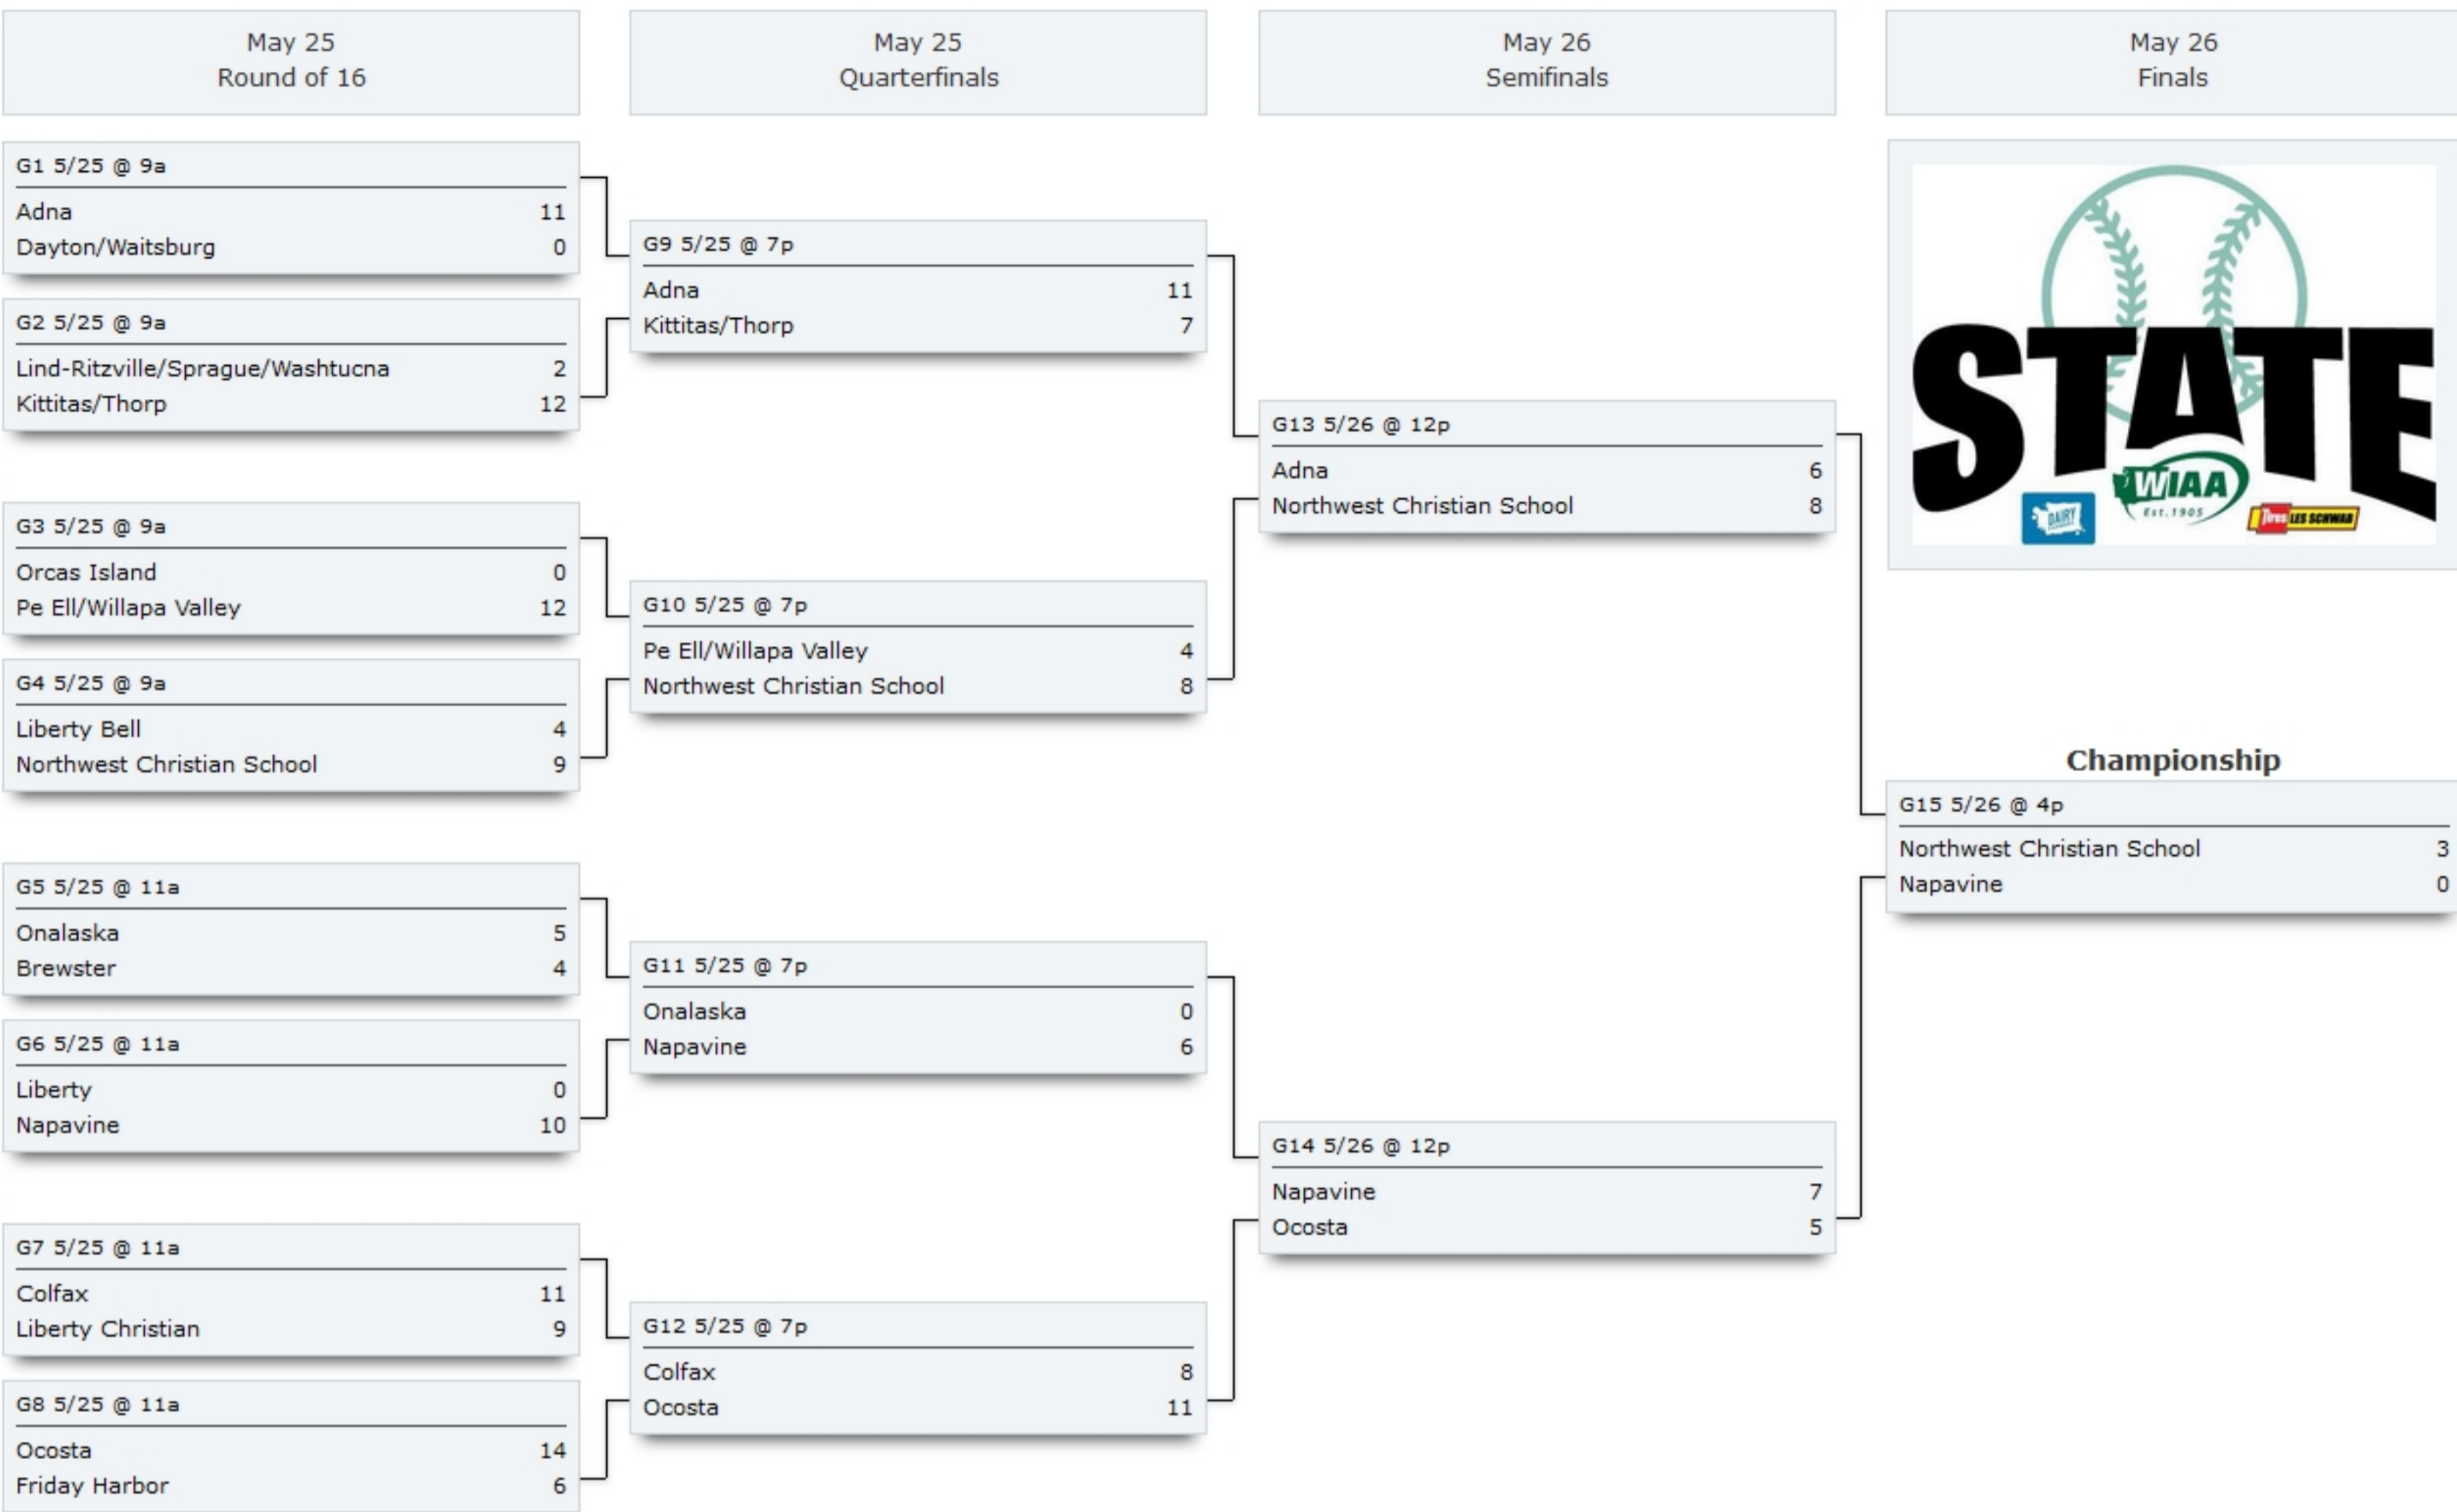 May 25
Round of 16
May 25
Quarterfinals
May 26
Semifinals
May 26
Finals
G1 5/25 @ 9a
Adna 11
Dayton/Waitsburg 0
G2 5/25 @ 9a
Lind-Ritzville/Sprague/Washtucna 2
Kittitas/Thorp 12
G3 5/25 @ 9a
Orcas Island 0
Pe Ell/Willapa Valley 12
G4 5/25 @ 9a
Liberty Bell 4
Northwest Christian School 9
G5 5/25 @ 11a
Onalaska 5
Brewster 4
G6 5/25 @ 11a
Liberty 0
Napavine 10
G7 5/25 @ 11a
Colfax 11
Liberty Christian 9
G8 5/25 @ 11a
Ocosta 14
Friday Harbor 6
G9 5/25 @ 7p
Adna 11
Kittitas/Thorp 7
G10 5/25 @ 7p
Pe Ell/Willapa Valley 4
Northwest Christian School 8
G11 5/25 @ 7p
Onalaska 0
Napavine 6
G12 5/25 @ 7p
Colfax 8
Ocosta 11
G13 5/26 @ 12p
Adna 6
Northwest Christian School 8
G14 5/26 @ 12p
Napavine 7
Ocosta 5
STATE
WIAA
Est.1905
DAIRY
Tires LES SCHWAB
Championship
G15 5/26 @ 4p
Northwest Christian School 3
Napavine 0